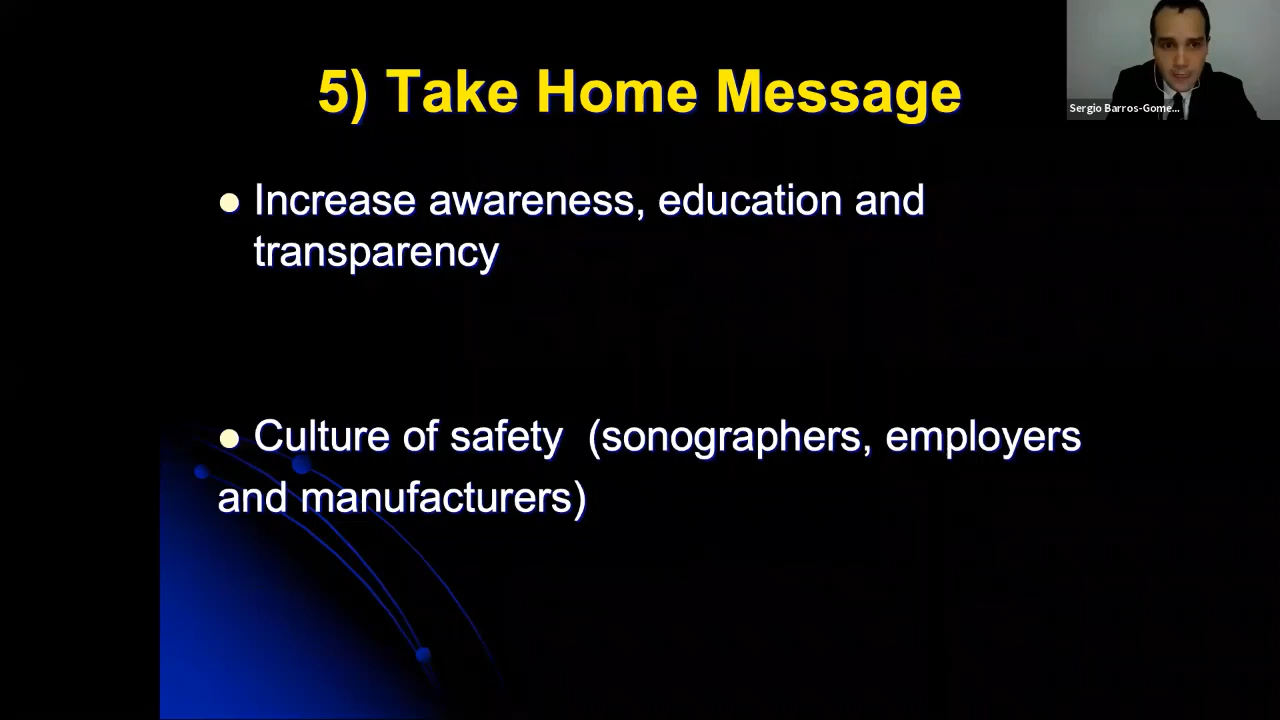 5) Take Home Message
Sergio Barros-Gome...
● Increase awareness, education and
transparency
● Culture of safety (sonographers, employers
and manufacturers)